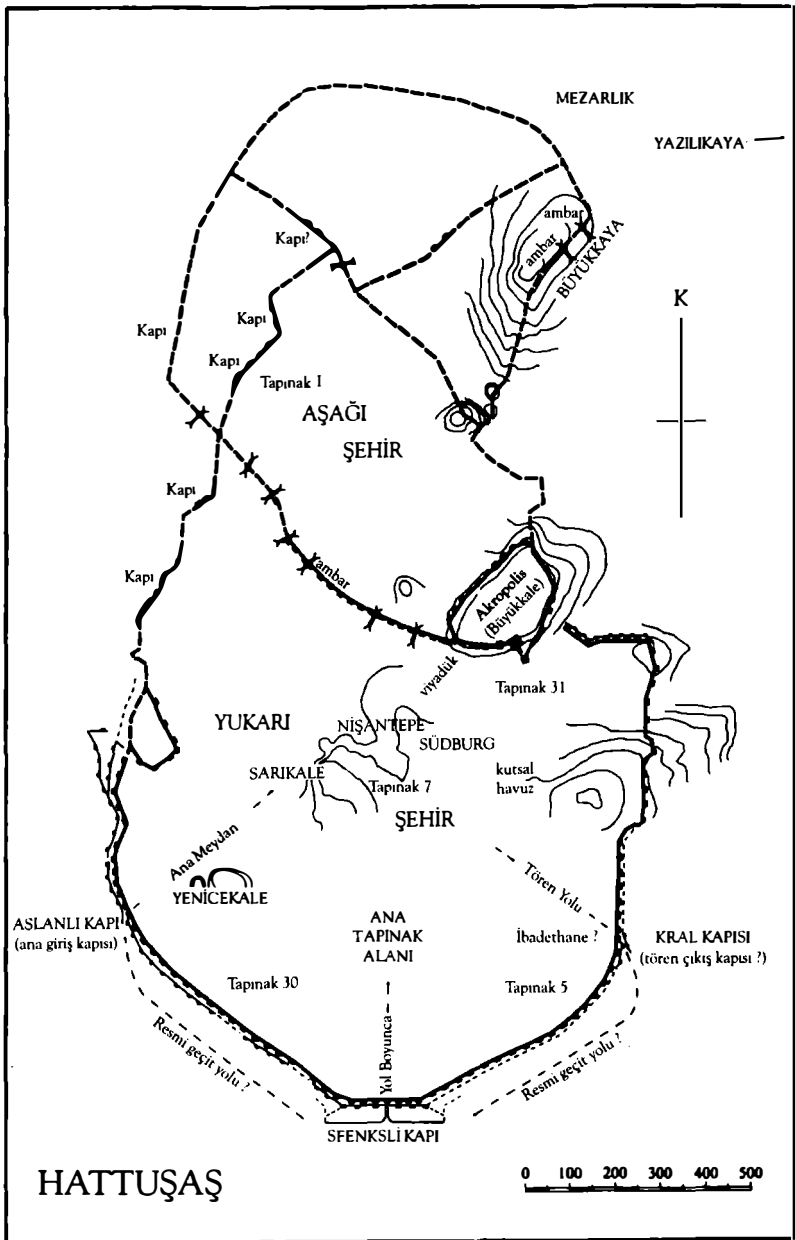 MEZARLIK
YAZILIKAYA
ambar
ambar
BÜYÜKKAYA
Kapı?
K
Kapı
Kapı
Kapı
Tapınak I
AŞAĞI
ŞEHİR
Kapı
Kapı
ambar
Akropolis
(Büyükkale)
viyadük
Tapınak 31
YUKARI
NİŞANTEPE
SÜDBURG
SARIKALE
Tapınak 7
kutsal
havuz
ŞEHİR
Ana Meydan
YENİCEKALE
Tören Yolu
ASLANLI KAPI
(ana giriş kapısı)
ANA
TAPINAK
ALANI
İbadethane ?
KRAL KAPISI
(tören çıkış kapısı ?)
Tapınak 30
Tapınak 5
Resmi geçit yolu ?
Yol Boyunca
Resmi geçit yolu ?
SFENKSLİ KAPI
HATTUŞAŞ
0 100 200 300 400 500